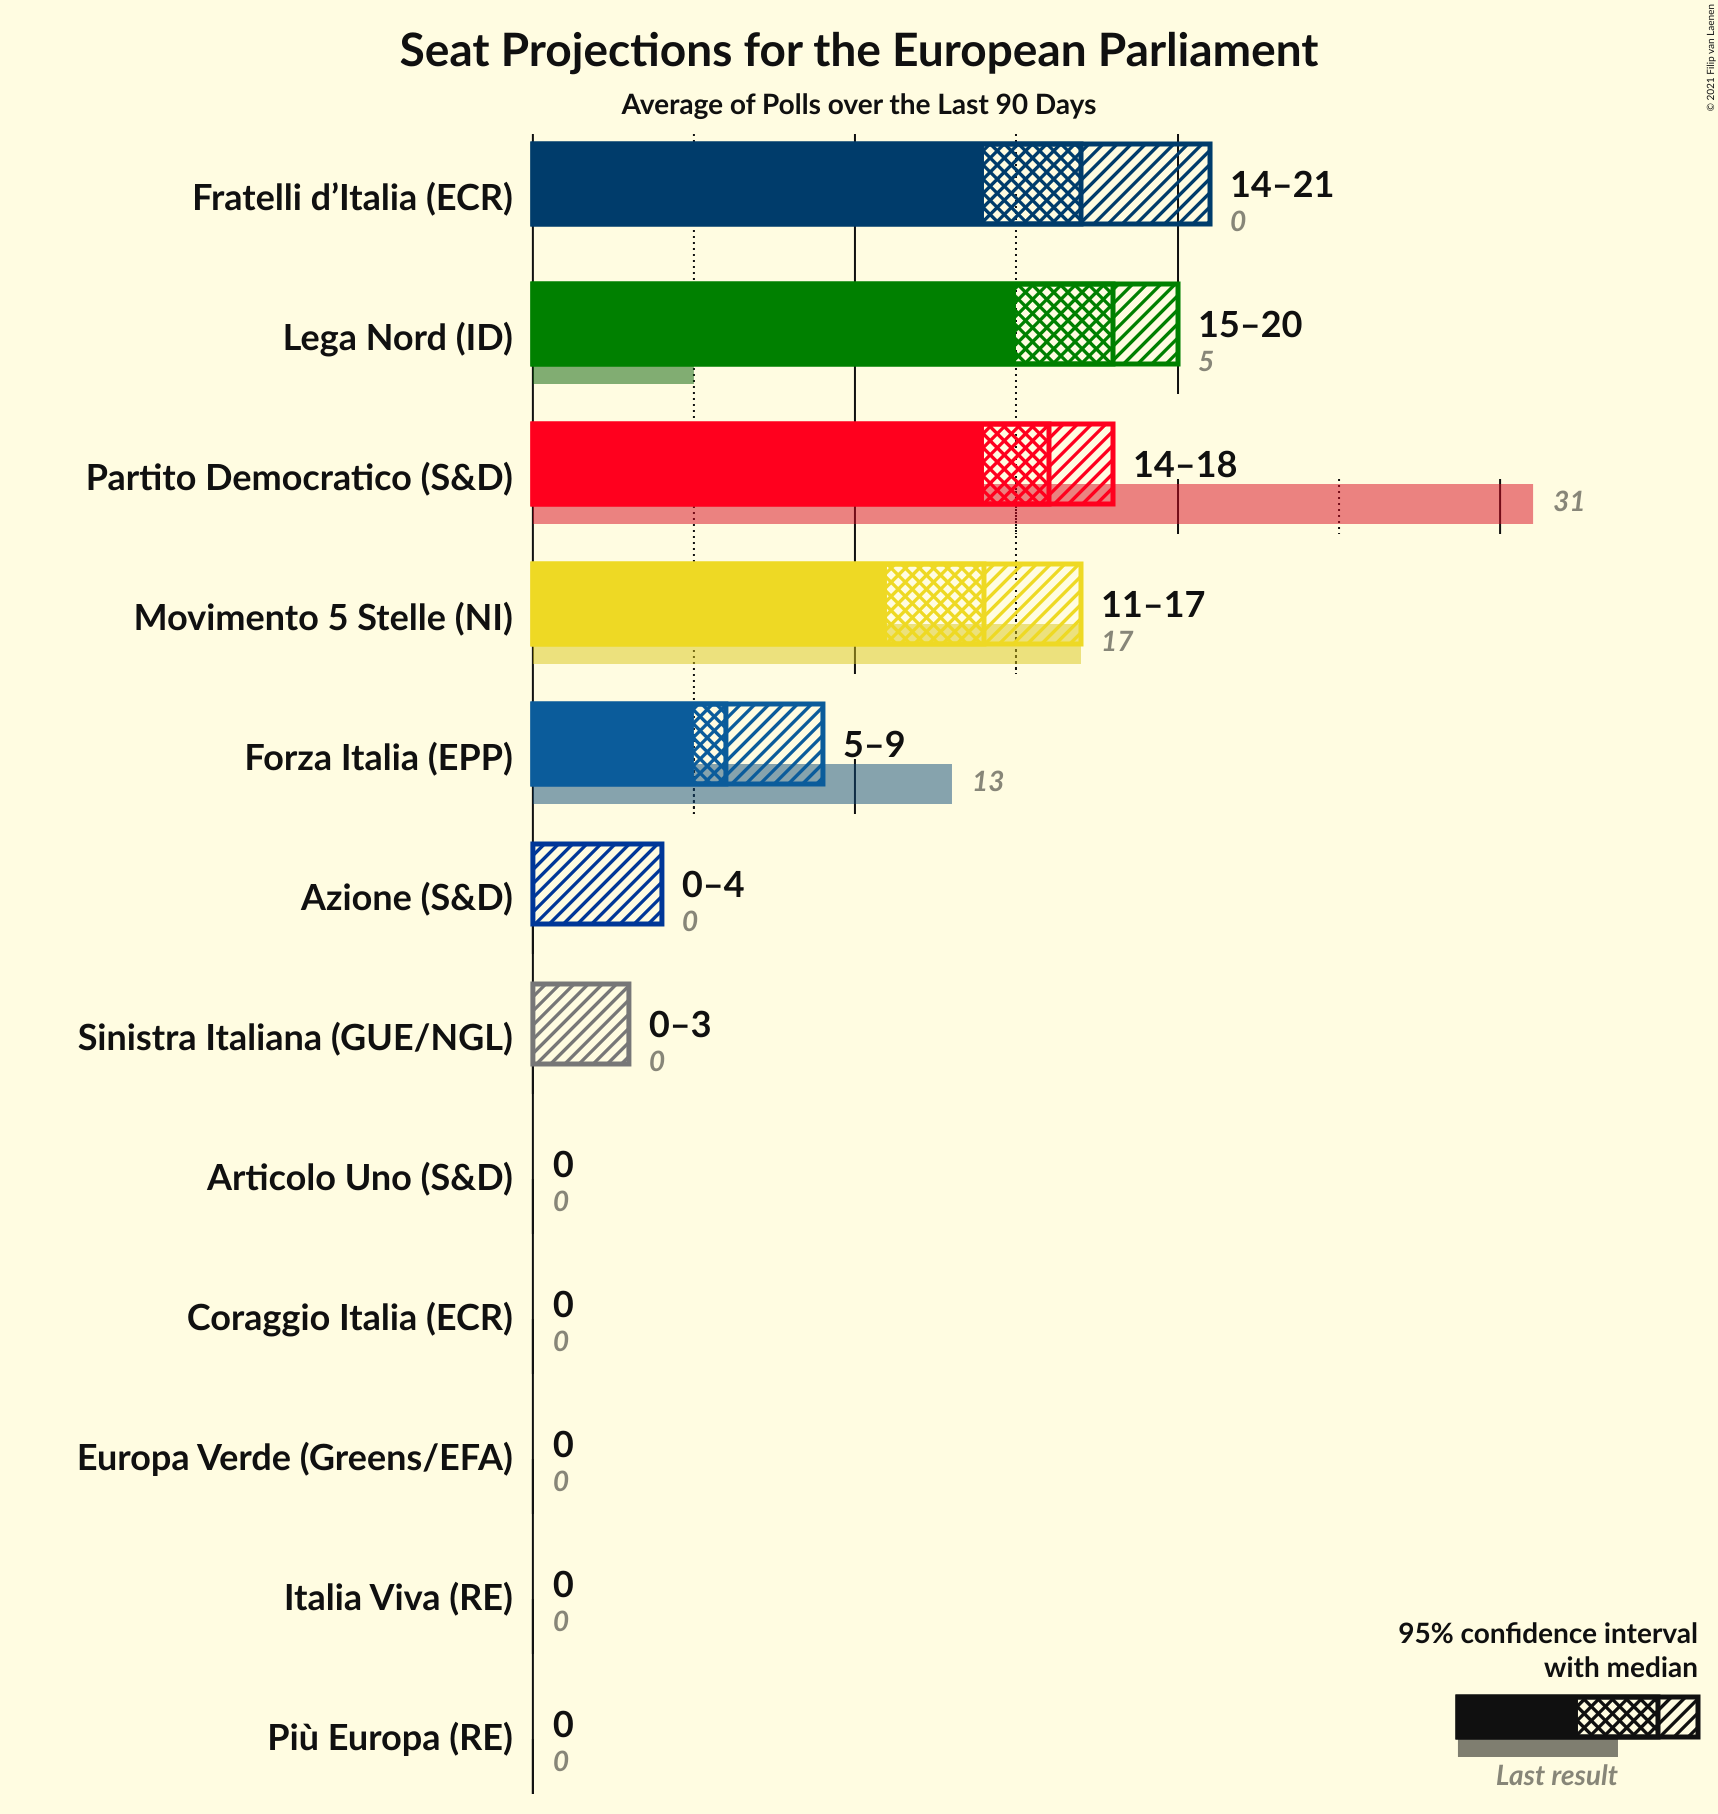 Seat Projections for the European Parliament
Average of Polls over the Last 90 Days
© 2021 Filip van Laenen
Fratelli d’Italia (ECR)
14–21
0
Lega Nord (ID)
15–20
5
Partito Democratico (S&D)
14–18
31
Movimento 5 Stelle (NI)
11–17
17
Forza Italia (EPP)
5–9
13
Azione (S&D)
0–4
0
Sinistra Italiana (GUE/NGL)
0–3
0
Articolo Uno (S&D)
0
0
Coraggio Italia (ECR)
0
0
Europa Verde (Greens/EFA)
0
0
Italia Viva (RE)
0
0
Più Europa (RE)
0
0
95% confidence interval
with median
Last result